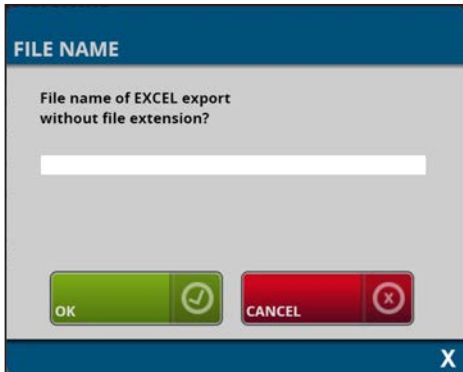 FILE NAME
File name of EXCEL export
without file extension?
OK
CANCEL
X